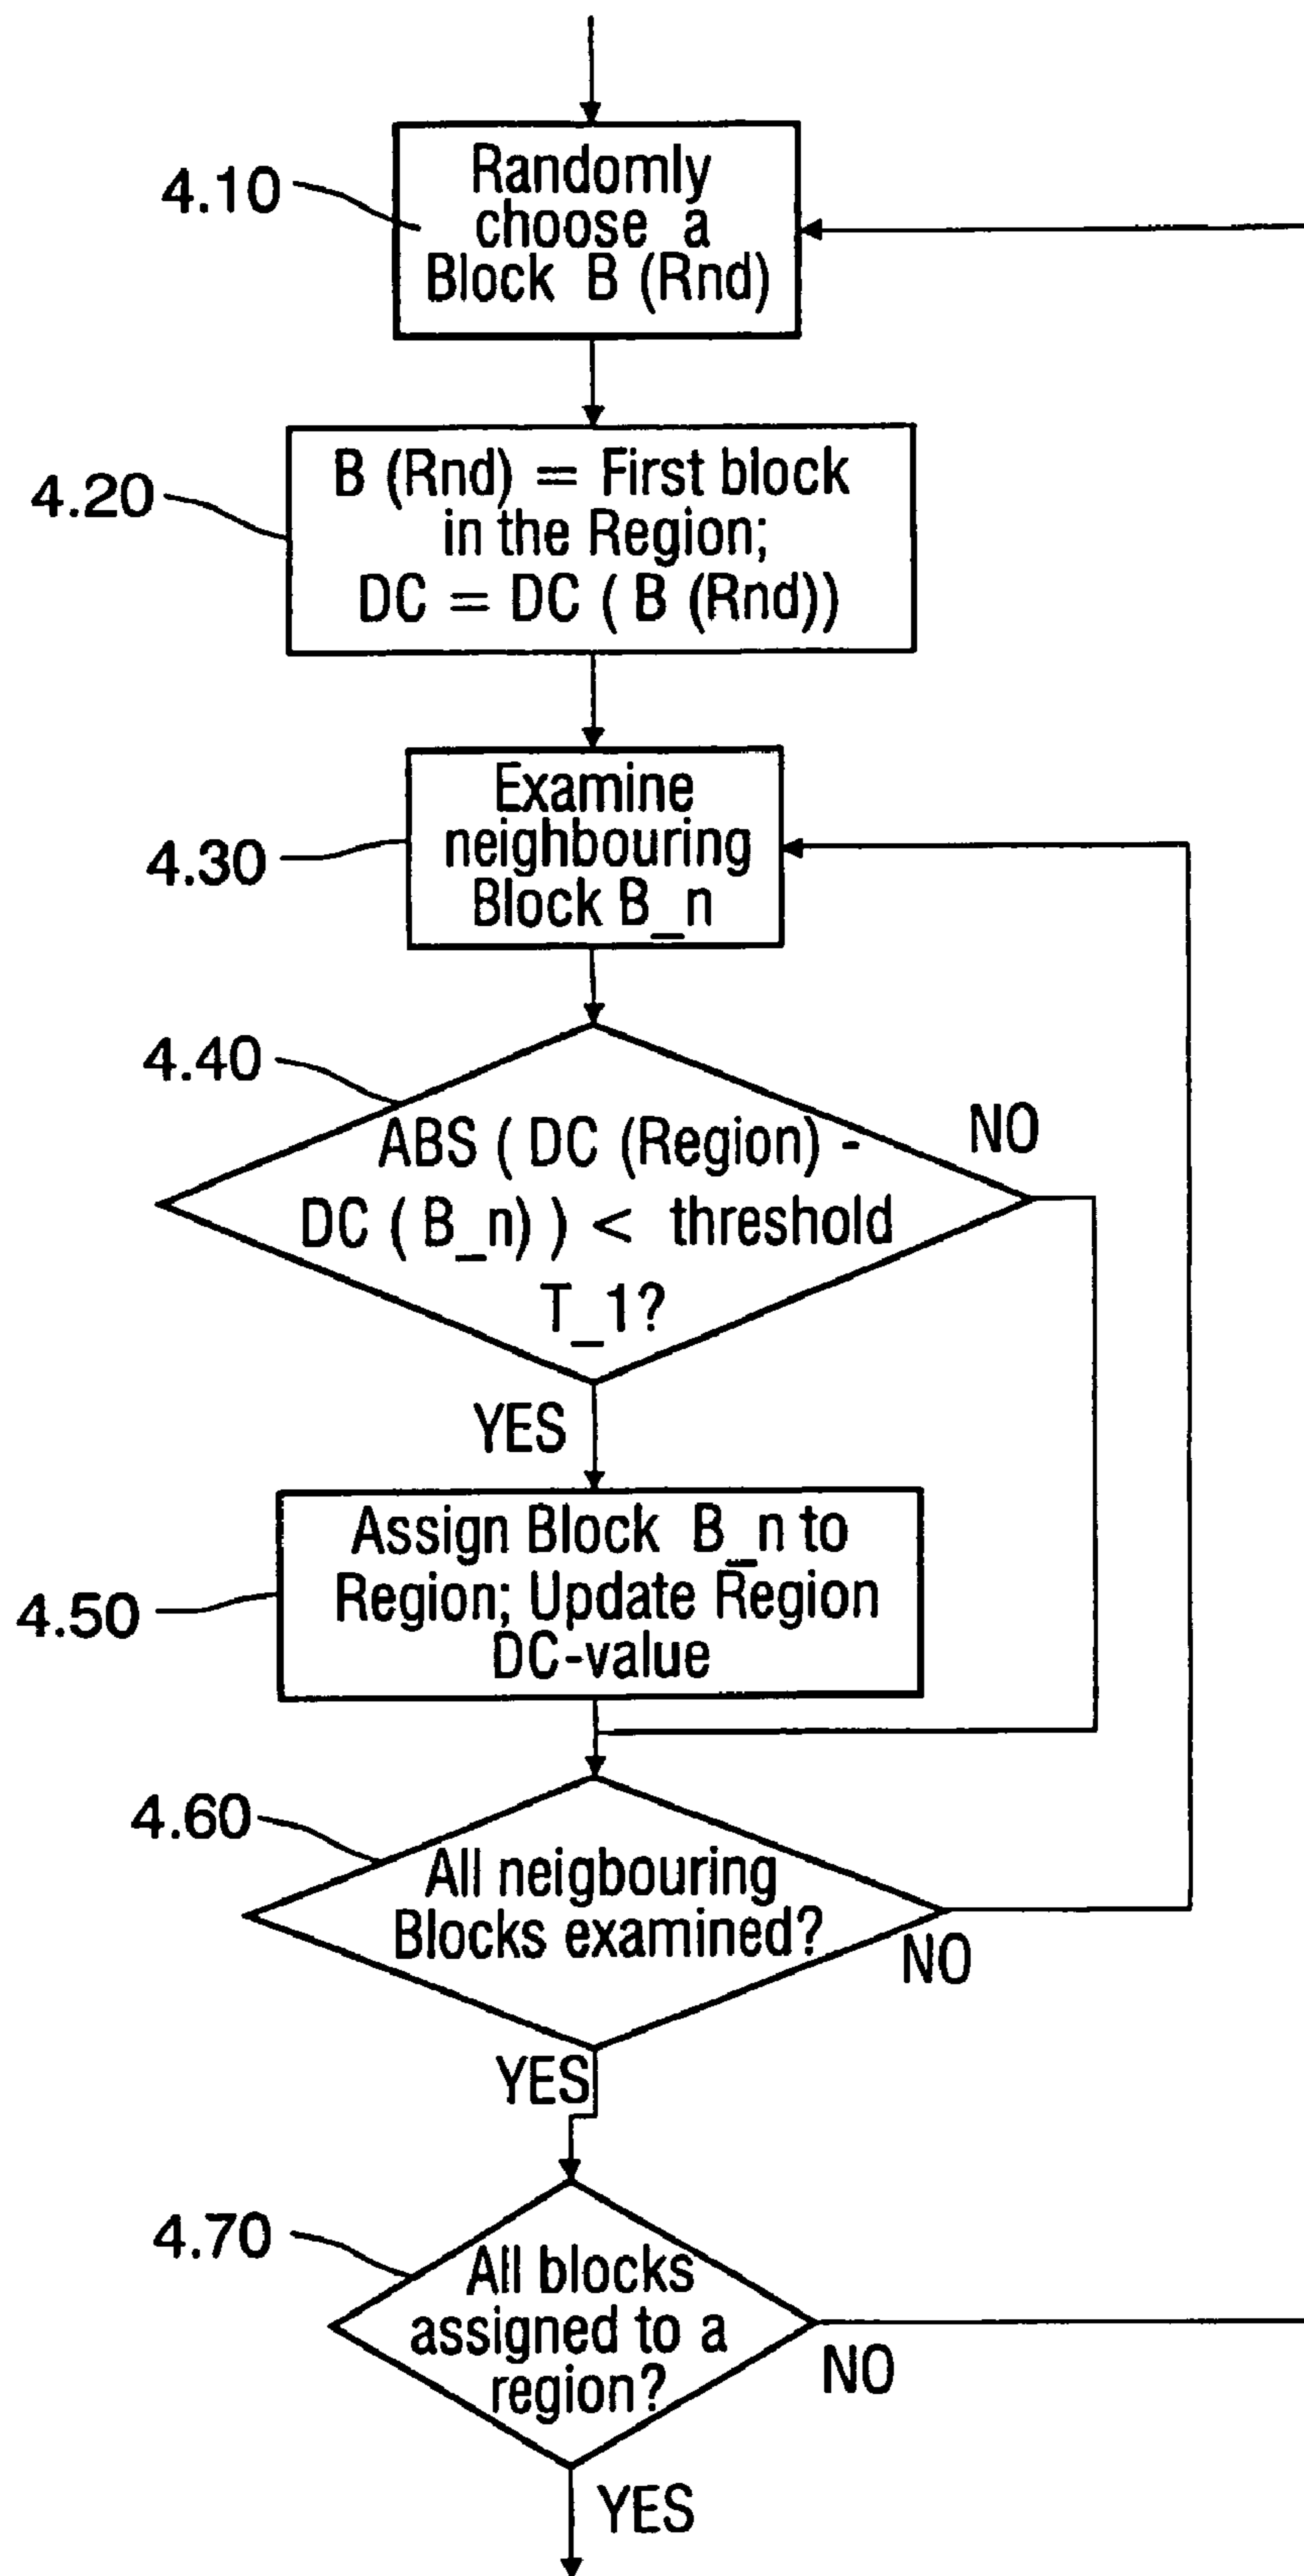 4.10
Randomly
choose a
Block B (Rnd)
4.20
B (Rnd) = First block
in the Region;
DC = DC ( B (Rnd))
4.30
Examine
neighbouring
Block B_n
4.40
ABS ( DC (Region) -
DC ( B_n) ) < threshold
T_1?
NO
YES
4.50
Assign Block B_n to
Region; Update Region
DC-value
4.60
All neigbouring
Blocks examined?
NO
YES
4.70
All blocks
assigned to a
region?
NO
YES